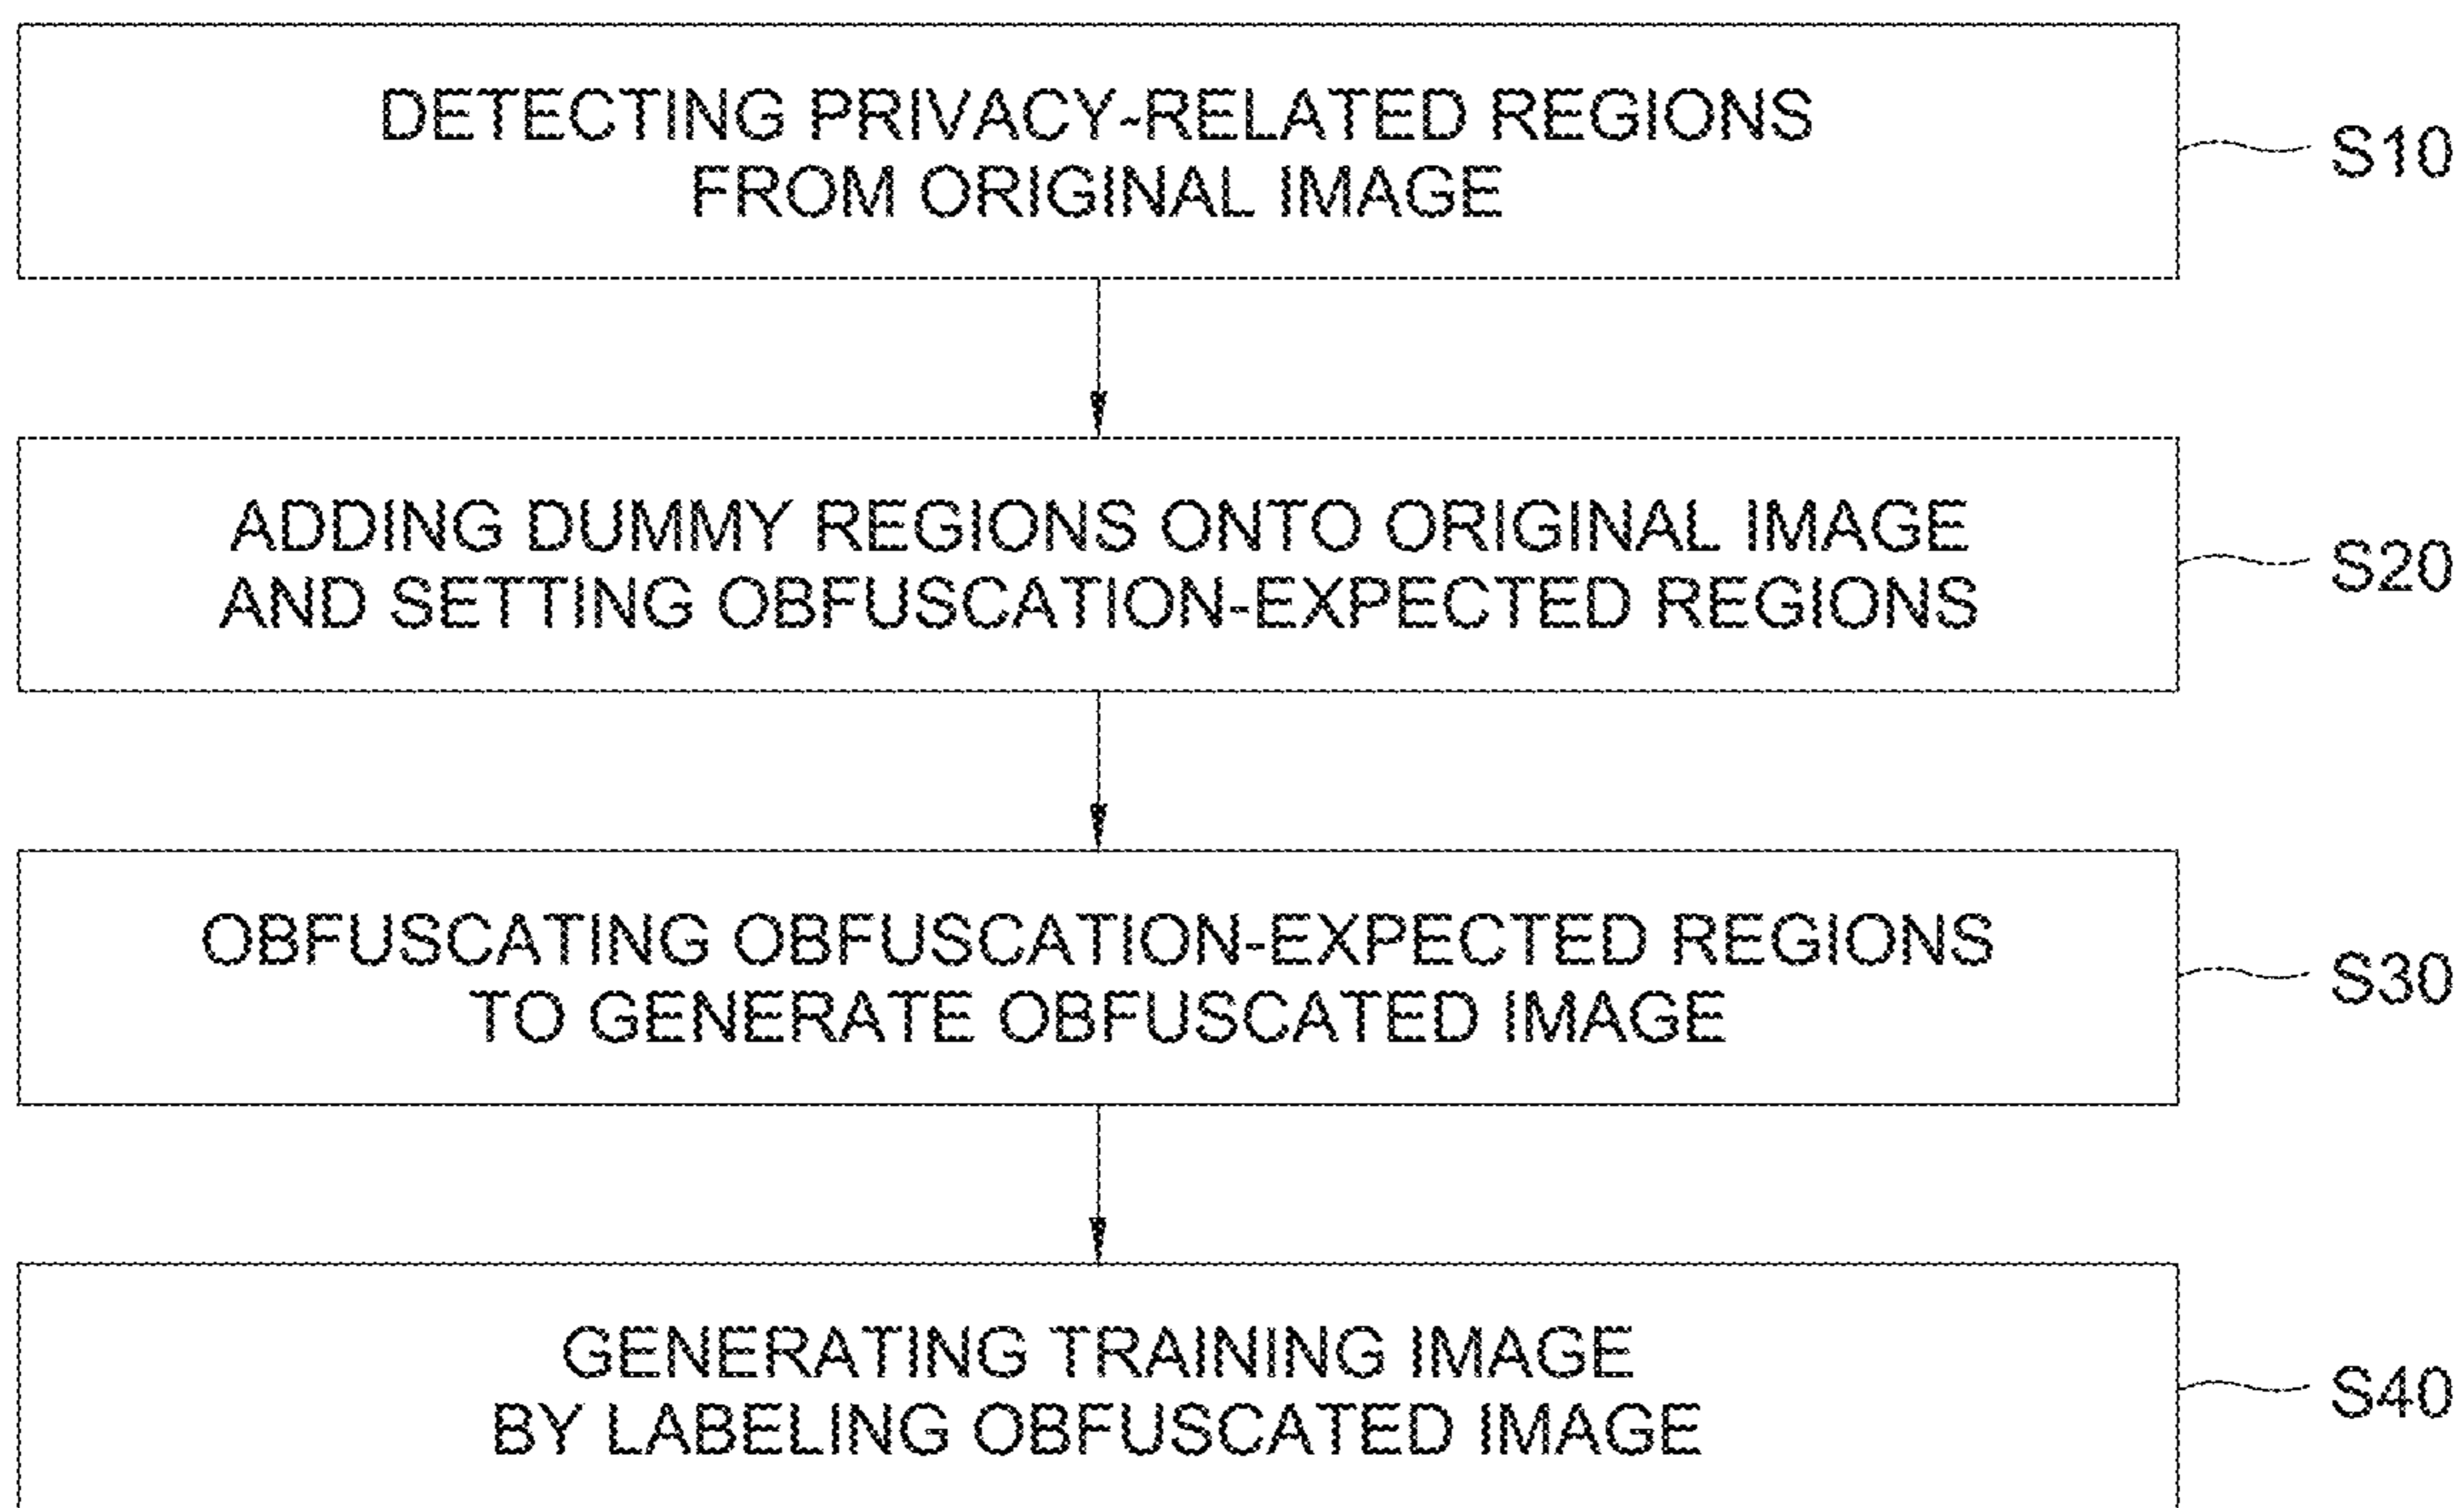 DETECTING PRIVACY-RELATED REGIONS
FROM ORIGINAL IMAGE
S10
ADDING DUMMY REGIONS ONTO ORIGINAL IMAGE
AND SETTING OBFUSCATION-EXPECTED REGIONS
S20
OBFUSCATING OBFUSCATION-EXPECTED REGIONS
TO GENERATE OBFUSCATED IMAGE
S30
GENERATING TRAINING IMAGE
BY LABELING OBFUSCATED IMAGE
S40